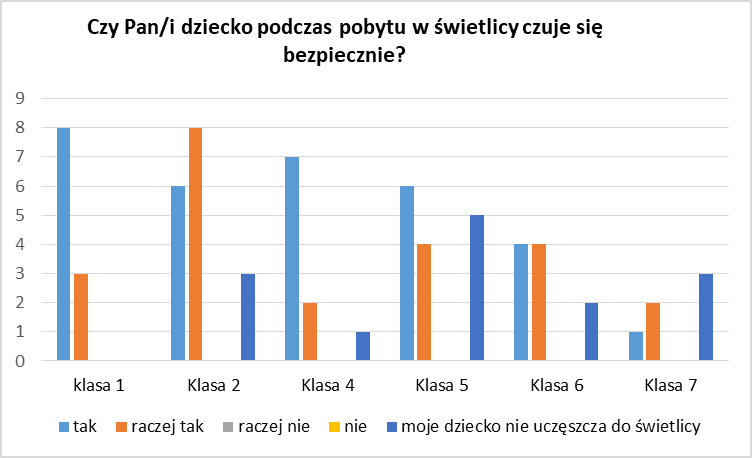 Czy Pan/i dziecko podczas pobytu w świetlicy czuje się
bezpiecznie?
9
8
7
6
5
4
3
2
1
0
klasa 1 Klasa 2 Klasa 4 Klasa 5 Klasa 6 Klasa 7
tak raczej tak raczej nie nie moje dziecko nie uczęszcza do świetlicy